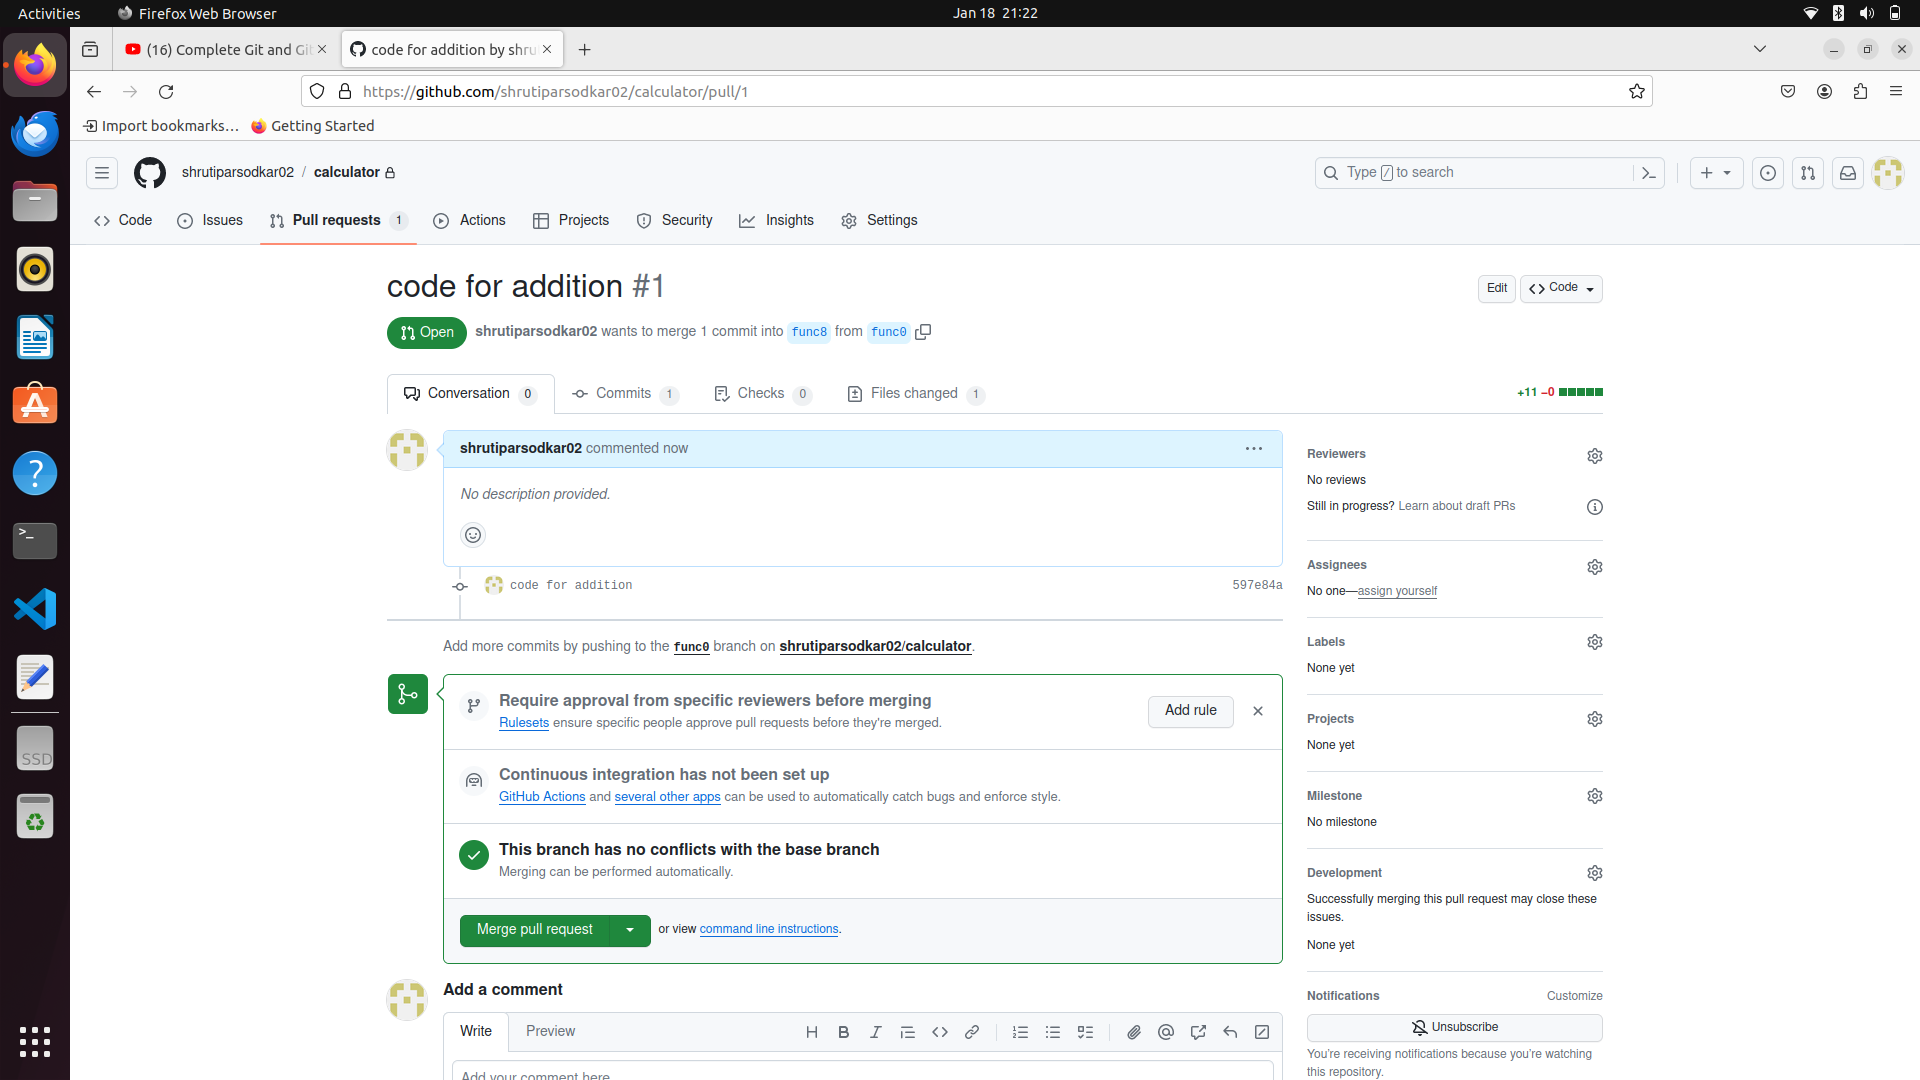 Activities
Firefox Web Browser
Jan 18 21:22
(16) Complete Git and Git
code for addition by shru
https://github.com/shrutiparsodkar02/calculator/pull/1
Import bookmarks...
Getting Started
shrutiparsodkar02 / calculator
Type / to search
Code
Issues
Pull requests 1
Actions
Projects
Security
Insights
Settings
code for addition #1
Edit
Code
Open
shrutiparsodkar02 wants to merge 1 commit into func8 from func0
Conversation 0
Commits 1
Checks 0
Files changed 1
+11 −0
shrutiparsodkar02 commented now
No description provided.
code for addition
597e84a
Add more commits by pushing to the func0 branch on shrutiparsodkar02/calculator.
Require approval from specific reviewers before merging
Rulesets ensure specific people approve pull requests before they're merged.
Add rule
Continuous integration has not been set up
GitHub Actions and several other apps can be used to automatically catch bugs and enforce style.
This branch has no conflicts with the base branch
Merging can be performed automatically.
Merge pull request
or view command line instructions.
Add a comment
Write
Preview
Add your comment here
Reviewers
No reviews
Still in progress? Learn about draft PRs
Assignees
No one—assign yourself
Labels
None yet
Projects
None yet
Milestone
No milestone
Development
Successfully merging this pull request may close these
issues.
None yet
Notifications
Customize
Unsubscribe
You're receiving notifications because you're watching
this repository.
SSD